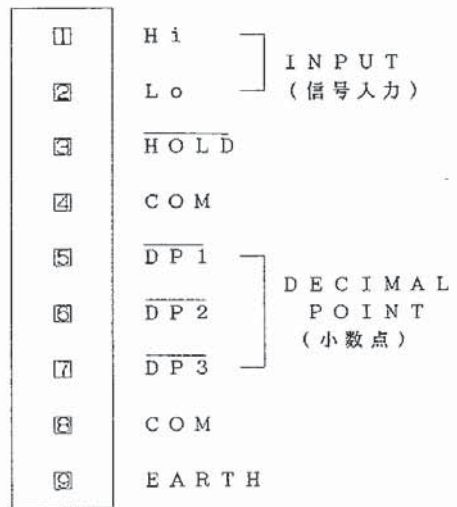 1 Hi
INPUT
2 Lo
(信号入力)
3 HOLD
4 COM
5 DP1
DECIMAL
6 DP2
POINT
(小数点)
7 DP3
8 COM
9 EARTH